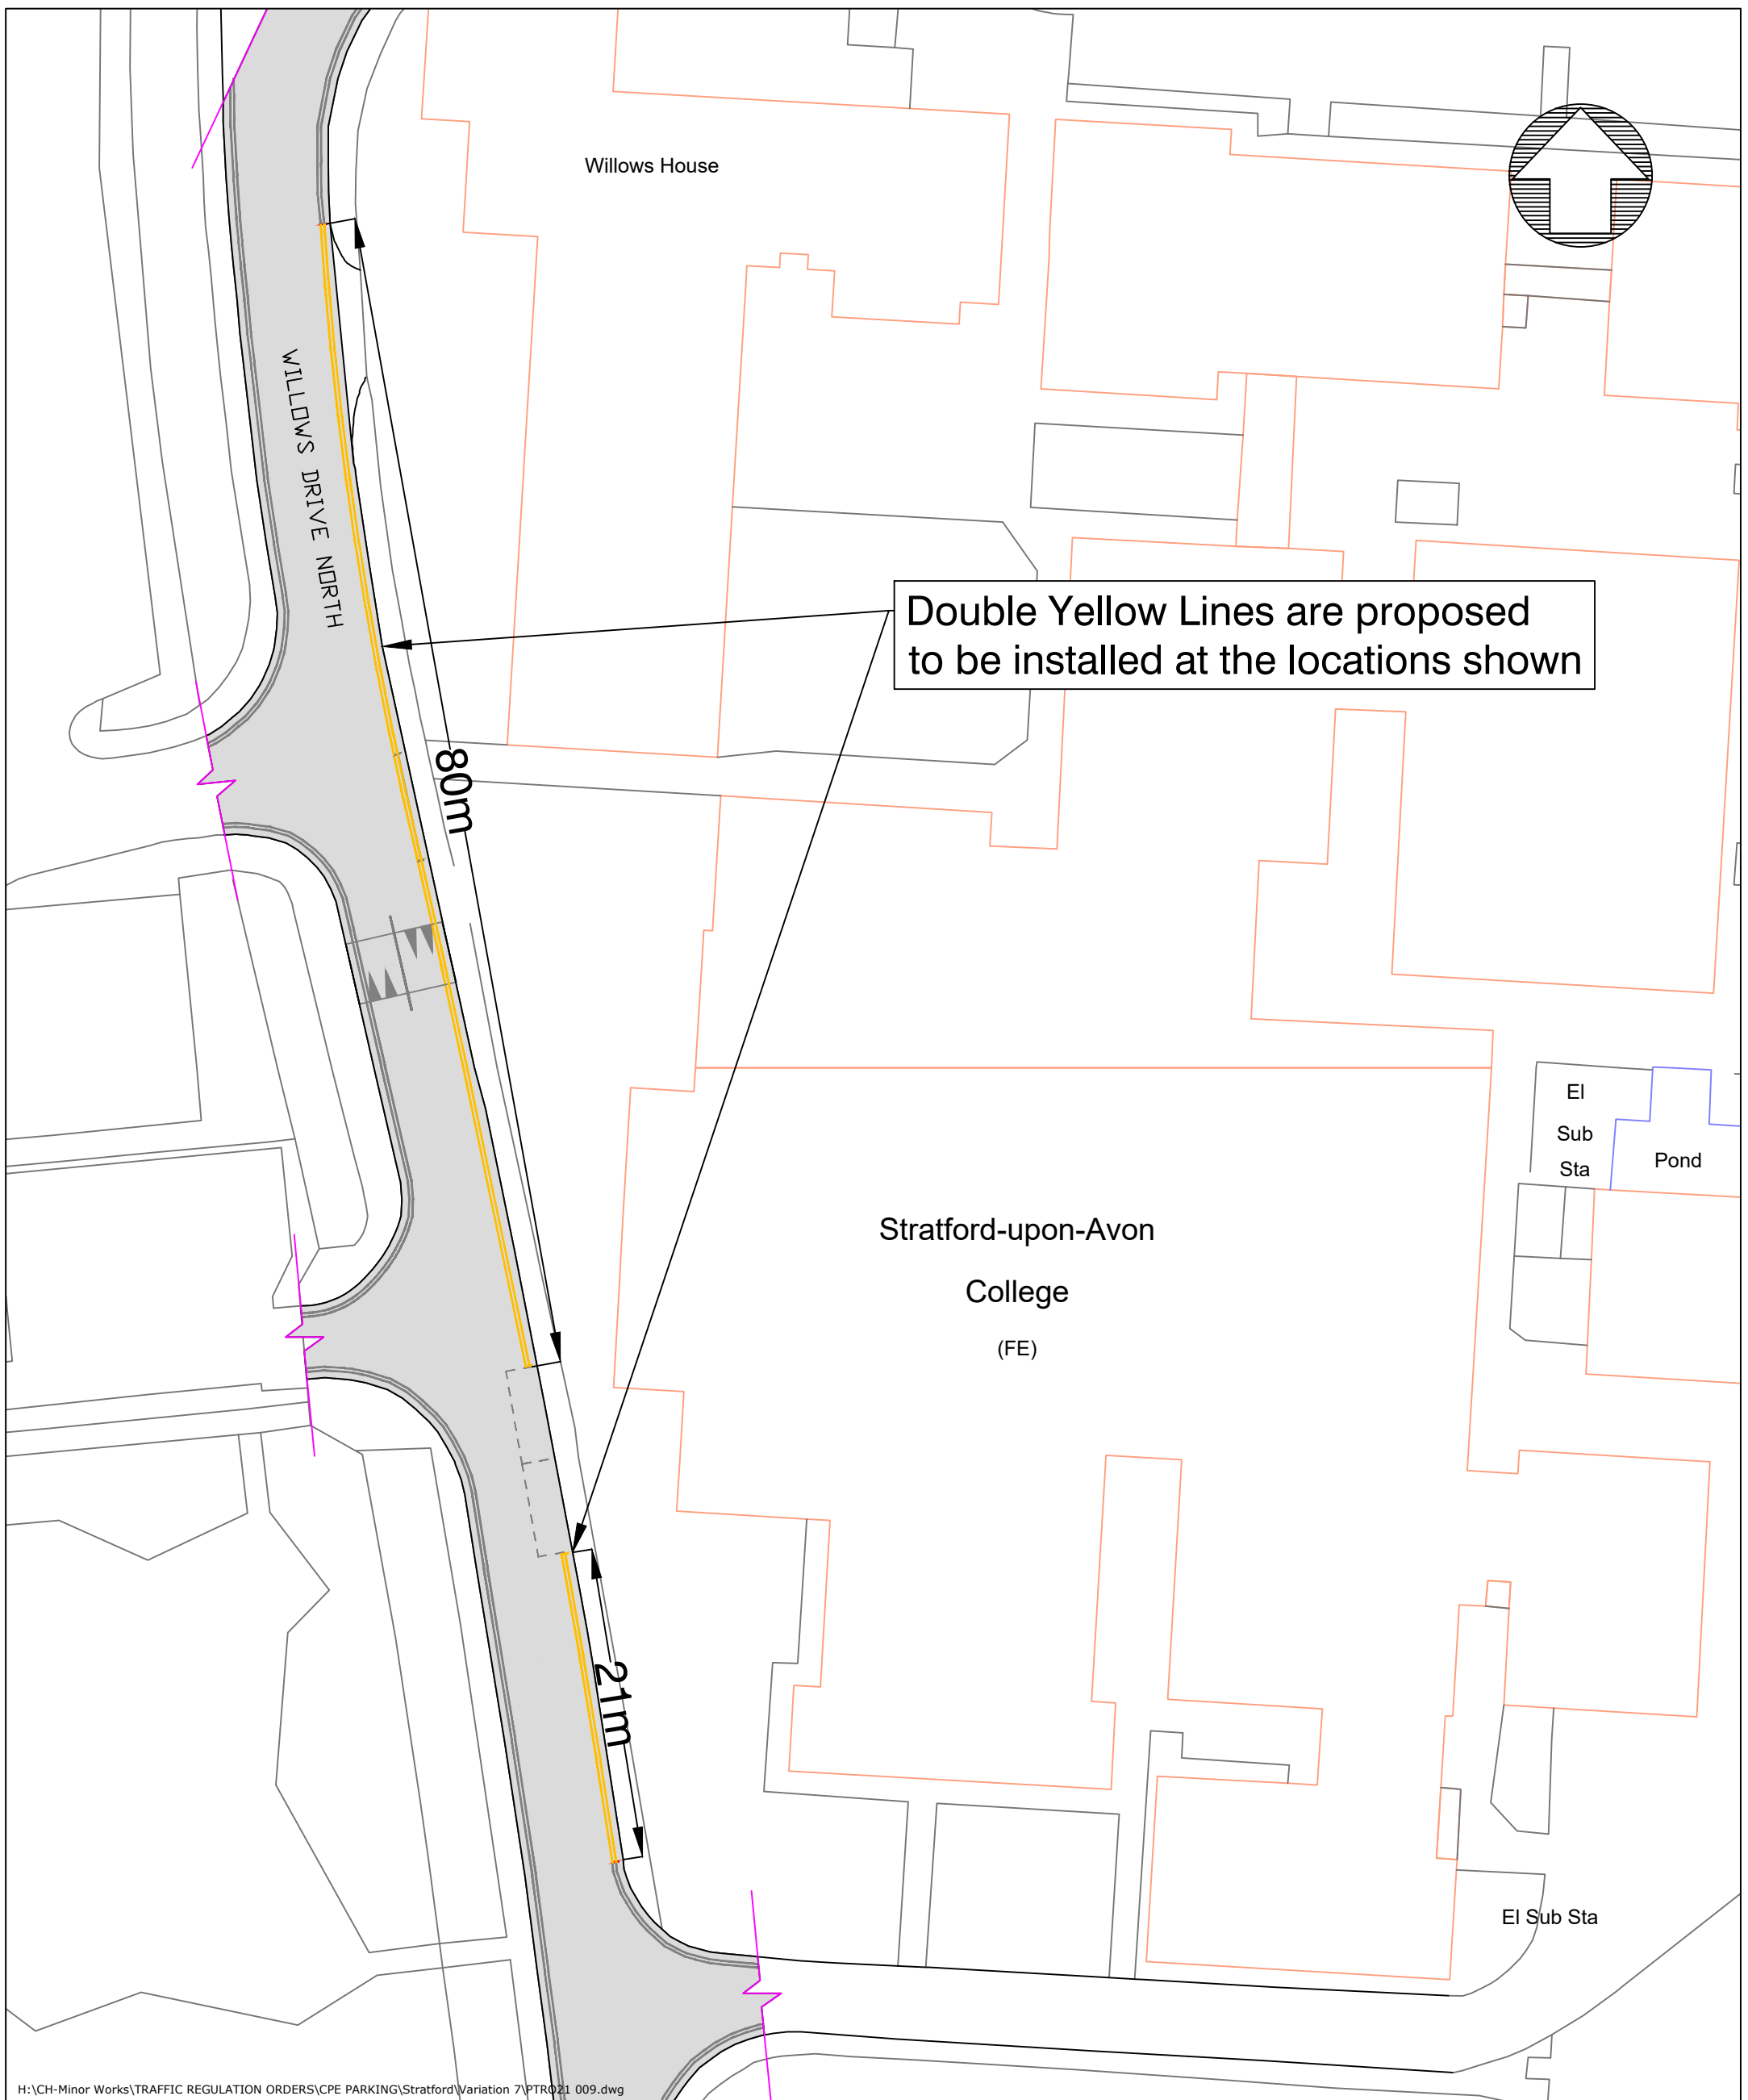 Willows House
WILLOWS DRIVE NORTH
Double Yellow Lines are proposed
to be installed at the locations shown
80m
El
Sub
Sta
Pond
Stratford-upon-Avon
College
(FE)
21m
El Sub Sta
H:\CH-Minor Works\TRAFFIC REGULATION ORDERS\CPE PARKING\Stratford\Variation 7\PTRO21 009.dwg